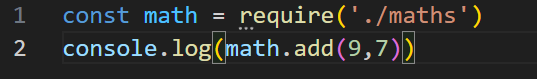 1 const math = require('./maths')
2 console.log(math.add(9,7))